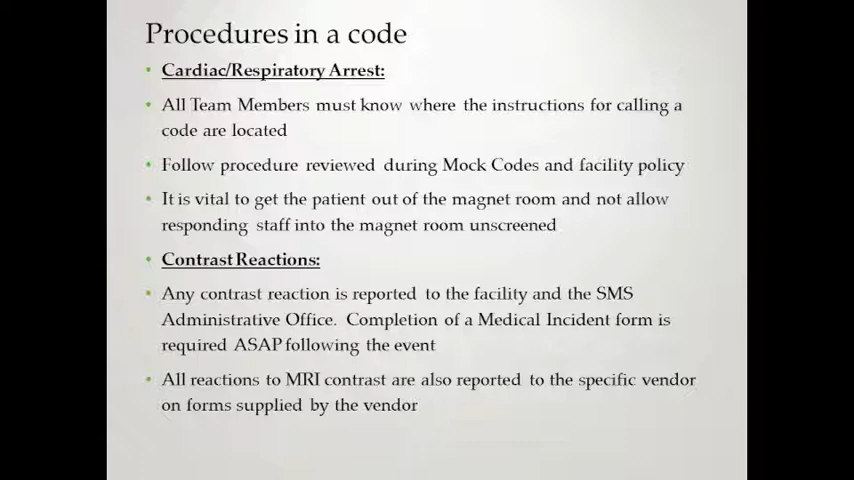 Procedures in a code
• Cardiac/Respiratory Arrest:
• All Team Members must know where the instructions for calling a
code are located
• Follow procedure reviewed during Mock Codes and facility policy
• It is vital to get the patient out of the magnet room and not allow
responding staff into the magnet room unscreened
• Contrast Reactions:
• Any contrast reaction is reported to the facility and the SMS
Administrative Office. Completion of a Medical Incident form is
required ASAP following the event
• All reactions to MRI contrast are also reported to the specific vendor
on forms supplied by the vendor